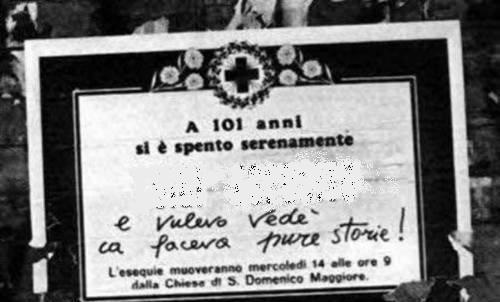 A 101 anni
si è spento serenamente
e vulevo vedè
ca faceva pure storie!
L'esequie muoveranno mercoledì 14 alle ore 9
dalla Chiesa di S. Domenico Maggiore.